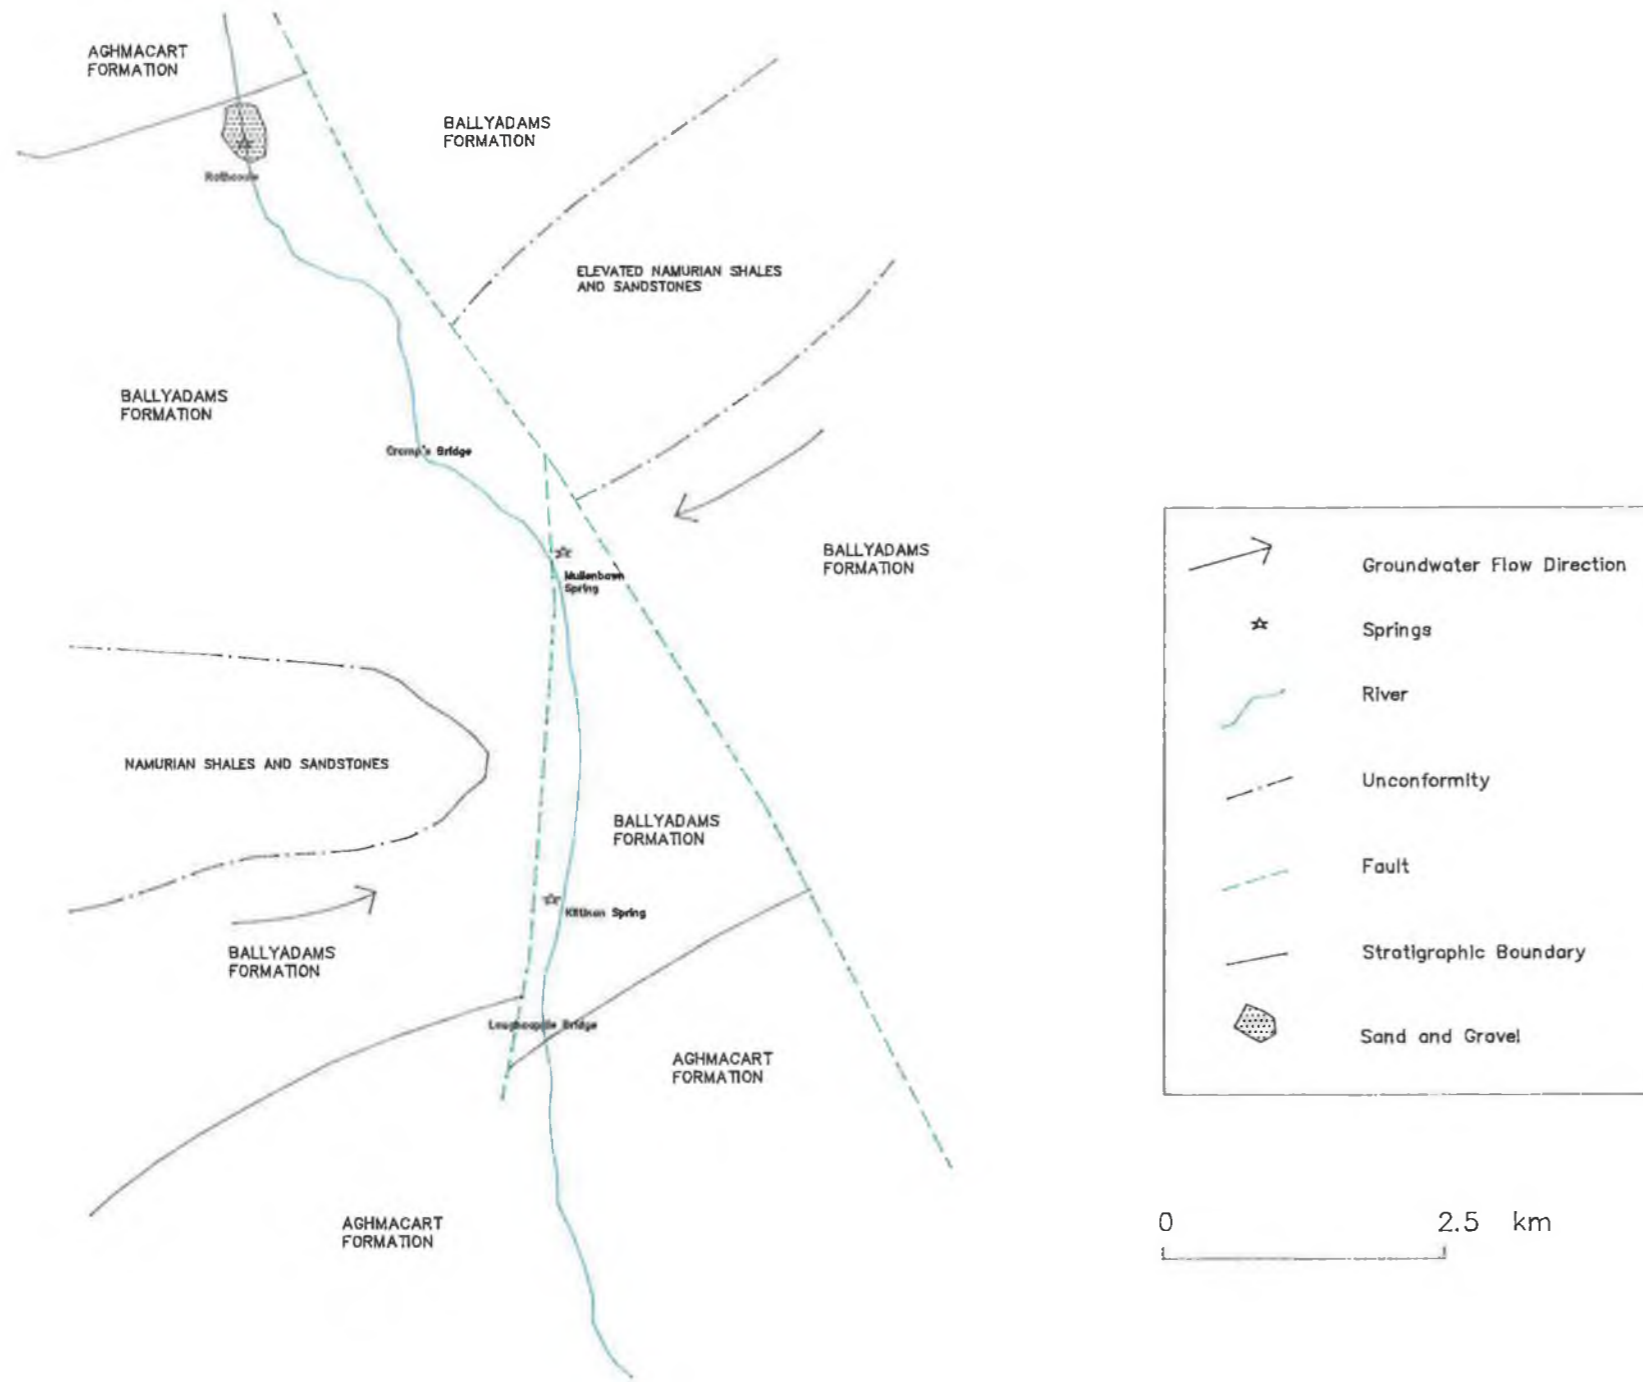 AGHMACART
FORMATION
BALLYADAMS
FORMATION
ELEVATED NAMURIAN SHALES
AND SANDSTONES
BALLYADAMS
FORMATION
Bridge
BALLYADAMS
FORMATION
Spring
NAMURIAN SHALES AND SANDSTONES
BALLYADAMS
FORMATION
Spring
BALLYADAMS
FORMATION
Bridge
AGHMACART
FORMATION
AGHMACART
FORMATION
Groundwater Flow Direction
Springs
River
Unconformity
Fault
Stratigraphic Boundary
Sand and Gravel
0 2.5 km